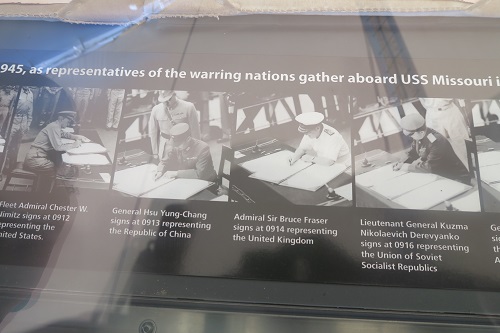 945, as representatives of the warring nations gather aboard USS Missouri
Fleet Admiral Chester W.
Nimitz signs at 0912
representing the
United States.
General Hsu Yung-Chang
signs at 0913 representing
the Republic of China
Admiral Sir Bruce Fraser
signs at 0914 representing
the United Kingdom
Lieutenant General Kuzma
Nikolaevich Derevyanko
signs at 0916 representing
the Union of Soviet
Socialist Republics